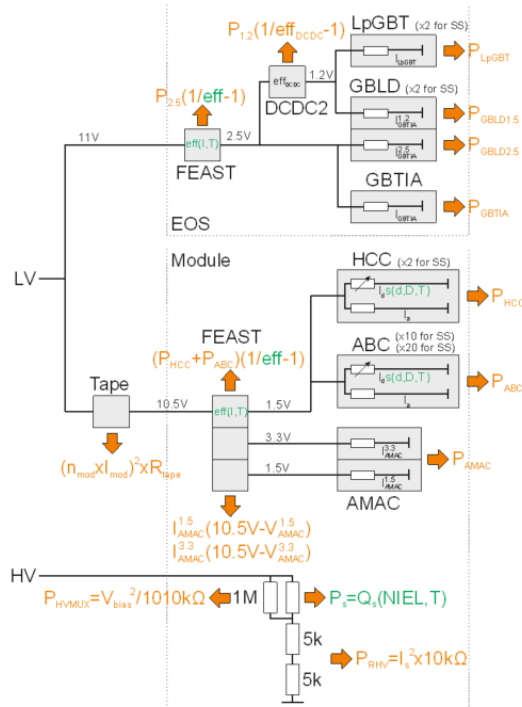 LpGBT (x2 for SS)
P1.2(1/effDCDC-1)
ILpGBT
PLpGBT
effDCDC
1.2V
DCDC2
GBLD (x2 for SS)
P2.5(1/eff-1)
I1.2GBTIA
PGBLD1.5
11V
eff(I,T)
2.5V
I2.5GBTIA
PGBLD2.5
FEAST
GBTIA
IGBTIA
PGBTIA
EOS
Module
LV
HCC (x2 for SS)
Ids(d,D,T)
Ia
PHCC
FEAST
(PHCC+PABC)(1/eff-1)
ABC (x10 for SS)
(x20 for SS)
Ids(d,D,T)
Ia
PABC
Tape
10.5V
eff(I,T)
1.5V
3.3V
I3.3AMAC
PAMAC
(nmodxImod)2xRtape
1.5V
I1.5AMAC
AMAC
I1.5AMAC(10.5V-V1.5AMAC)
I3.3AMAC(10.5V-V3.3AMAC)
HV
PHVMUX=Vbias2/1010kΩ
1M
Ps=Qs(NIEL,T)
5k
PRHV=Is2x10kΩ
5k